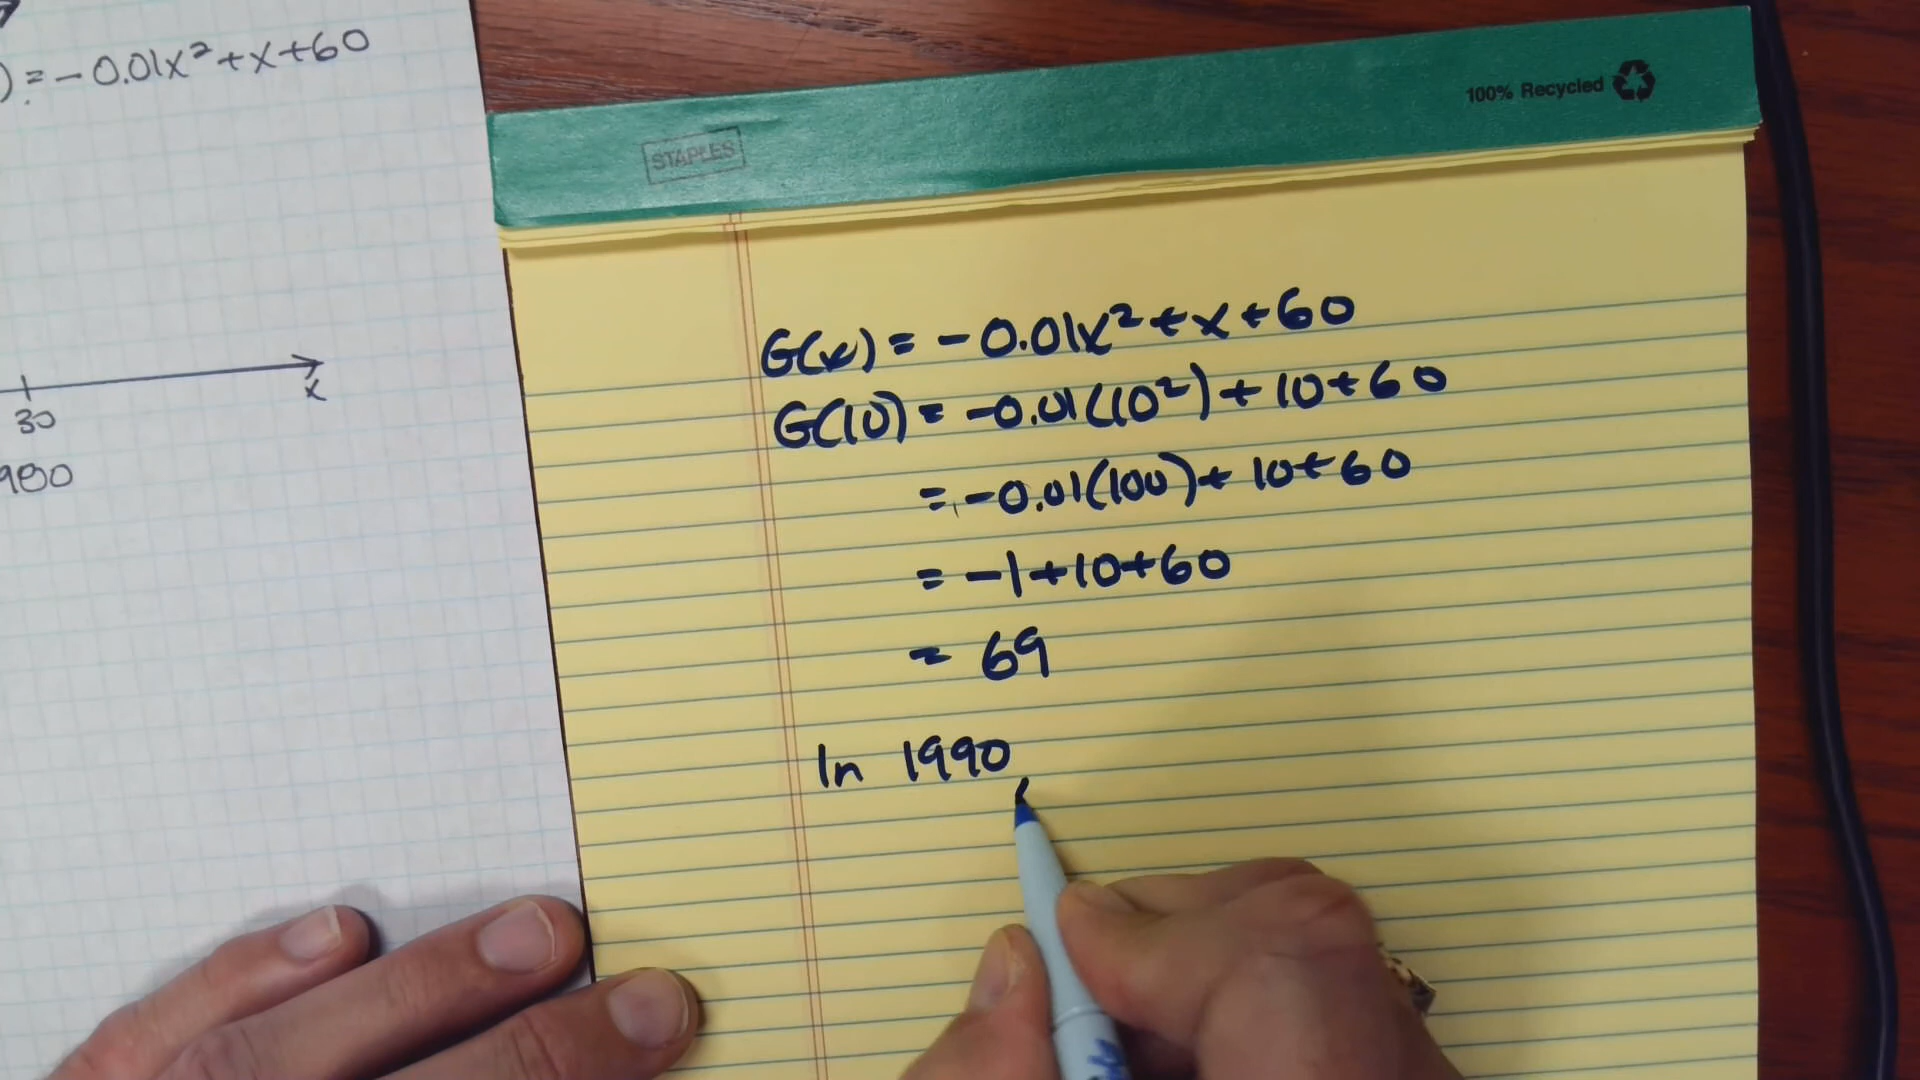 ) = -0.01x² + x + 60
30
x
980
STAPLES
100% Recycled
G(x) = -0.01x² + x + 60
G(10) = -0.01(10²) + 10 + 60
= -0.01(100) + 10 + 60
= -1 + 10 + 60
= 69
In 1990